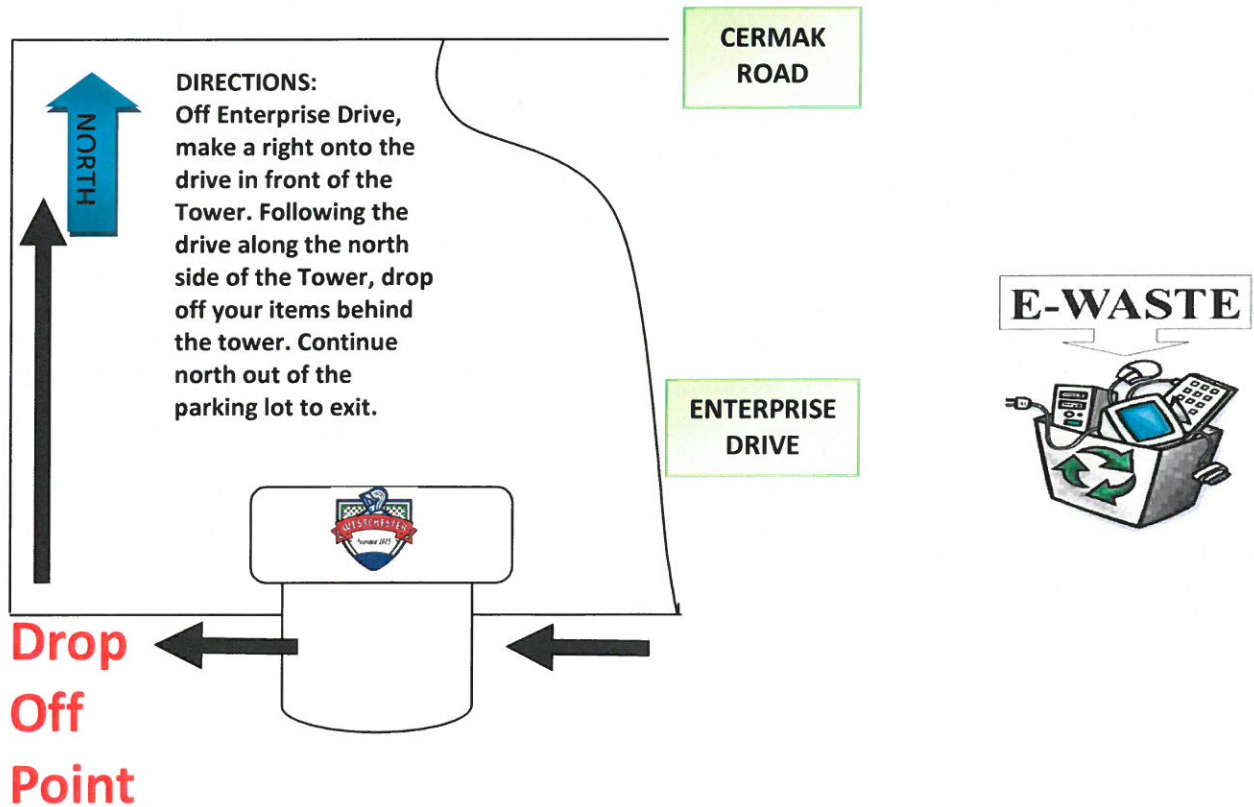 CERMAK
ROAD
NORTH
DIRECTIONS:
Off Enterprise Drive,
make a right onto the
drive in front of the
Tower. Following the
drive along the north
side of the Tower, drop
off your items behind
the tower. Continue
north out of the
parking lot to exit.
E-WASTE
ENTERPRISE
DRIVE
WESTCHESTER
Founded 1925
Drop
Off
Point